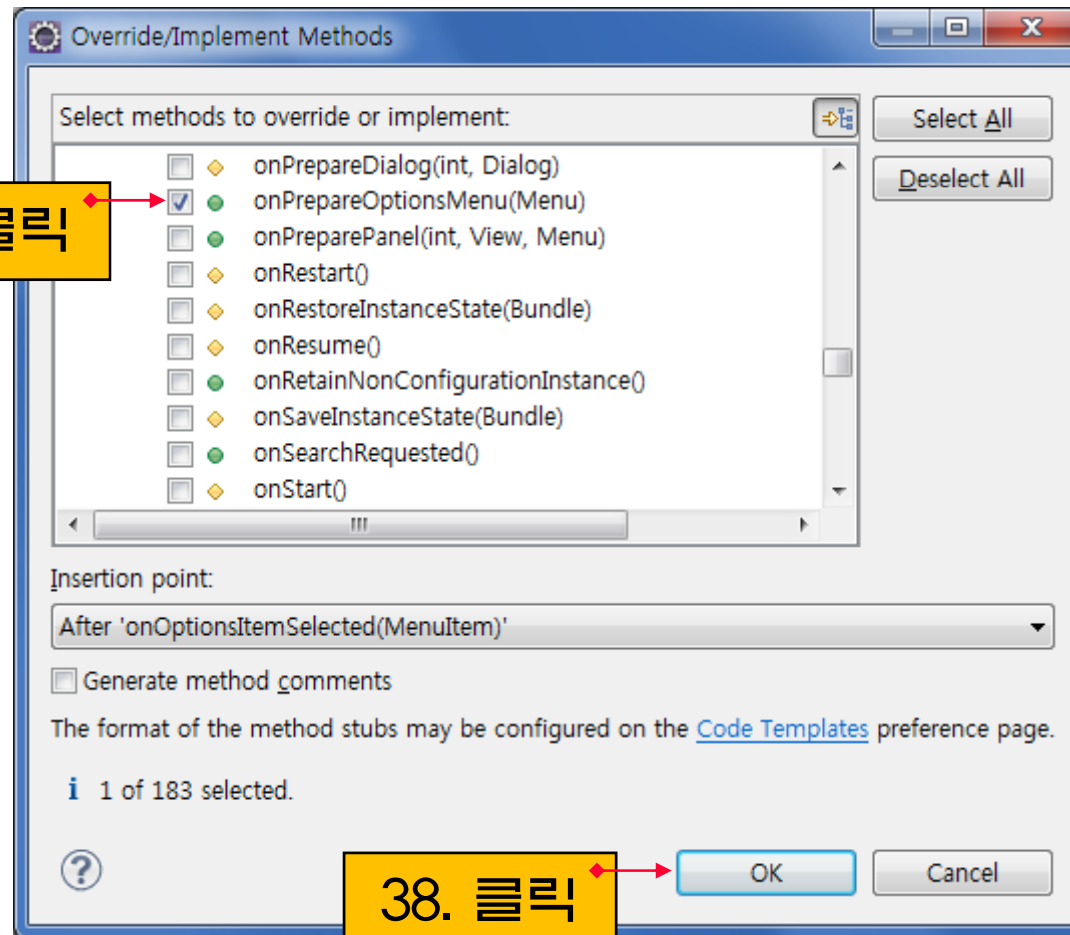 Override/Implement Methods
Select methods to override or implement:
Select All
onPrepareDialog(int, Dialog)
Deselect All
onPrepareOptionsMenu(Menu)
클릭
onPreparePanel(int, View, Menu)
onRestart()
onRestoreInstanceState(Bundle)
onResume()
onRetainNonConfigurationInstance()
onSaveInstanceState(Bundle)
onSearchRequested()
onStart()
Insertion point:
After 'onOptionsItemSelected(MenuItem)'
Generate method comments
The format of the method stubs may be configured on the Code Templates preference page.
1 of 183 selected.
38. 클릭
OK
Cancel